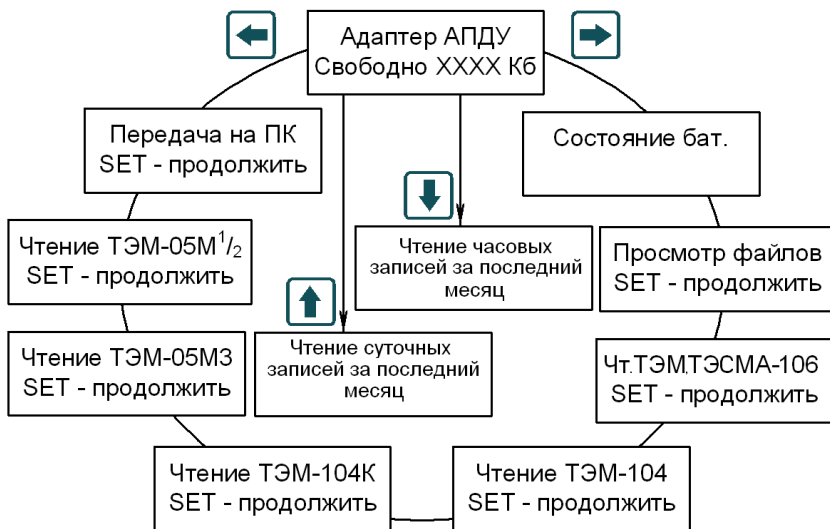 Адаптер АПДУ
Свободно XXXX Кб
Передача на ПК
SET - продолжить
Состояние бат.
Чтение ТЭМ-05М¹/₂
SET - продолжить
Чтение часовых
записей за последний
месяц
Просмотр файлов
SET - продолжить
Чтение ТЭМ-05М3
SET - продолжить
Чтение суточных
записей за последний
месяц
Чт.ТЭМ,ТЭСМА-106
SET - продолжить
Чтение ТЭМ-104К
SET - продолжить
Чтение ТЭМ-104
SET - продолжить